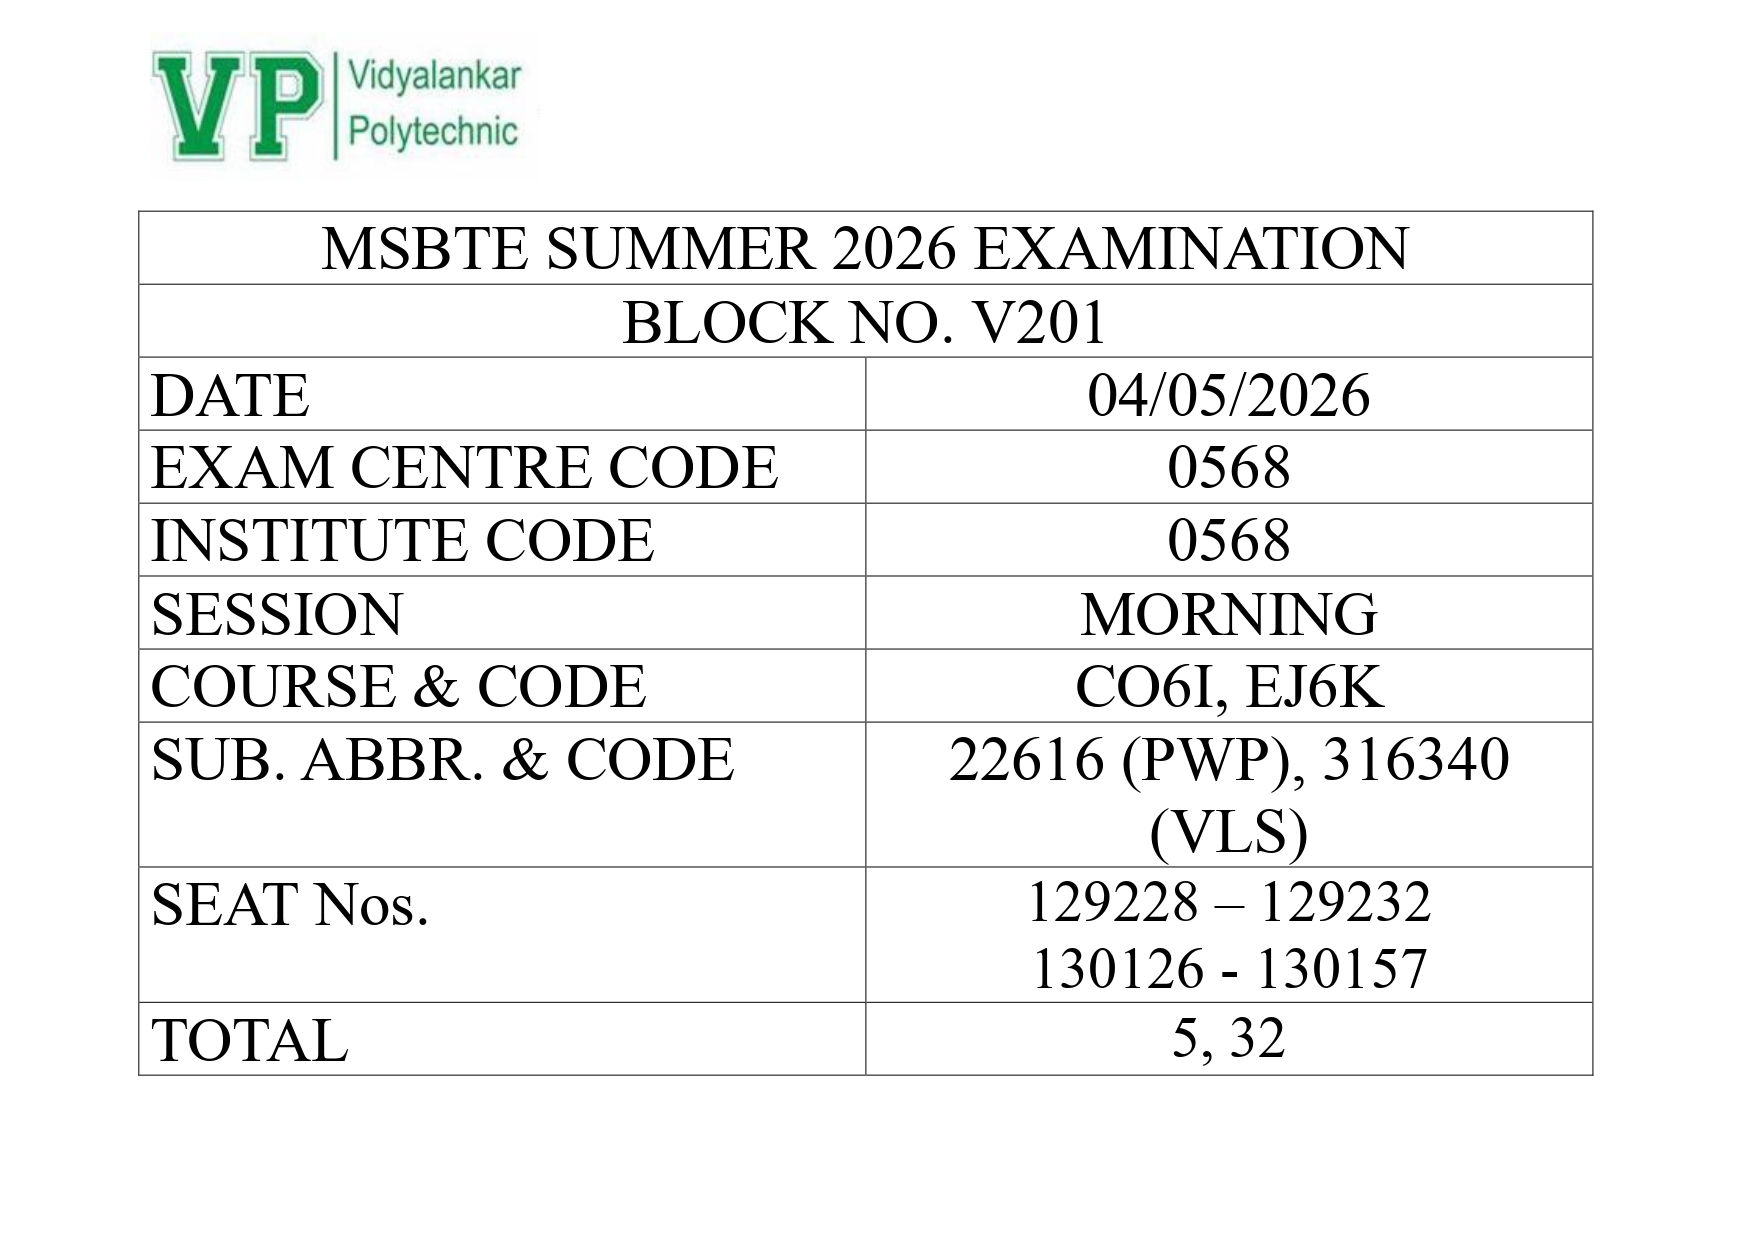 VP
Vidyalankar
Polytechnic
MSBTE SUMMER 2026 EXAMINATION
BLOCK NO. V201
DATE 04/05/2026
EXAM CENTRE CODE 0568
INSTITUTE CODE 0568
SESSION MORNING
COURSE & CODE CO6I, EJ6K
SUB. ABBR. & CODE 22616 (PWP), 316340
(VLS)
SEAT Nos. 129228 – 129232
130126 - 130157
TOTAL 5, 32